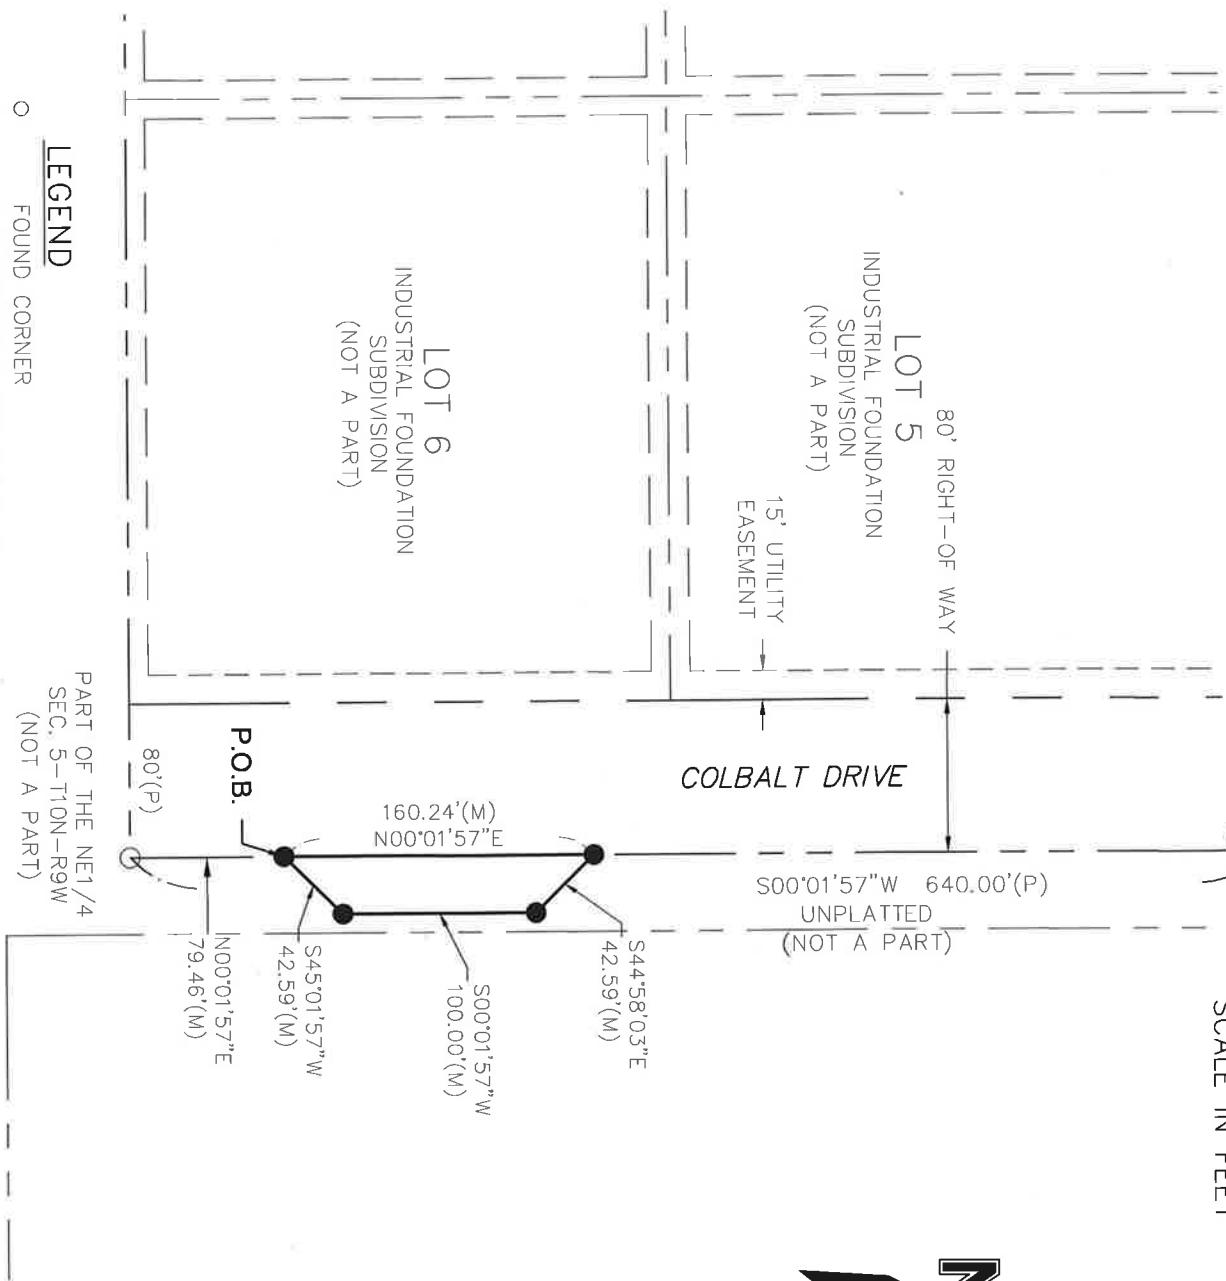 80' RIGHT-OF WAY
LOT 5
INDUSTRIAL FOUNDATION
SUBDIVISION
(NOT A PART)
15' UTILITY
EASEMENT
LOT 6
INDUSTRIAL FOUNDATION
SUBDIVISION
(NOT A PART)
LEGEND
FOUND CORNER
COLBALT DRIVE
160.24'(M)
N00°01'57"E
S00°01'57"W 640.00'(P)
UNPLATTED
(NOT A PART)
P.O.B.
80'(P)
PART OF THE NE1/4
SEC. 5-T10N-R9W
(NOT A PART)
S44°58'03"E
42.59'(M)
S00°01'57"W
100.00'(M)
S45°01'57"W
42.59'(M)
N00°01'57"E
79.46'(M)
SCALE IN FEET